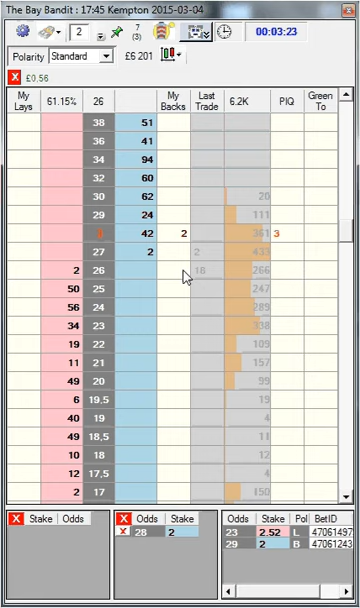 The Bay Bandit : 17:45 Kempton 2015-03-04
2 7 (3) 00:03:23
Polarity Standard £6 201
X £0.56
My Lays 61.15% 26 My Backs Last Trade 6.2K PIQ Green To
38 51
36 41
34 94
32 60
30 62 20
29 24 111
42 2 361 3
27 2 2 433
2 26 18 266
50 25 247
56 24 289
34 23 338
19 22 109
11 21 157
49 20 99
6 19,5 19
40 19 4
49 18,5 11
10 18 12
12 17,5 4
2 17 150
X Stake Odds
X Odds Stake
X 28 2
Odds Stake Pol BetID
23 2.52 L 47061497
29 2 B 47061243